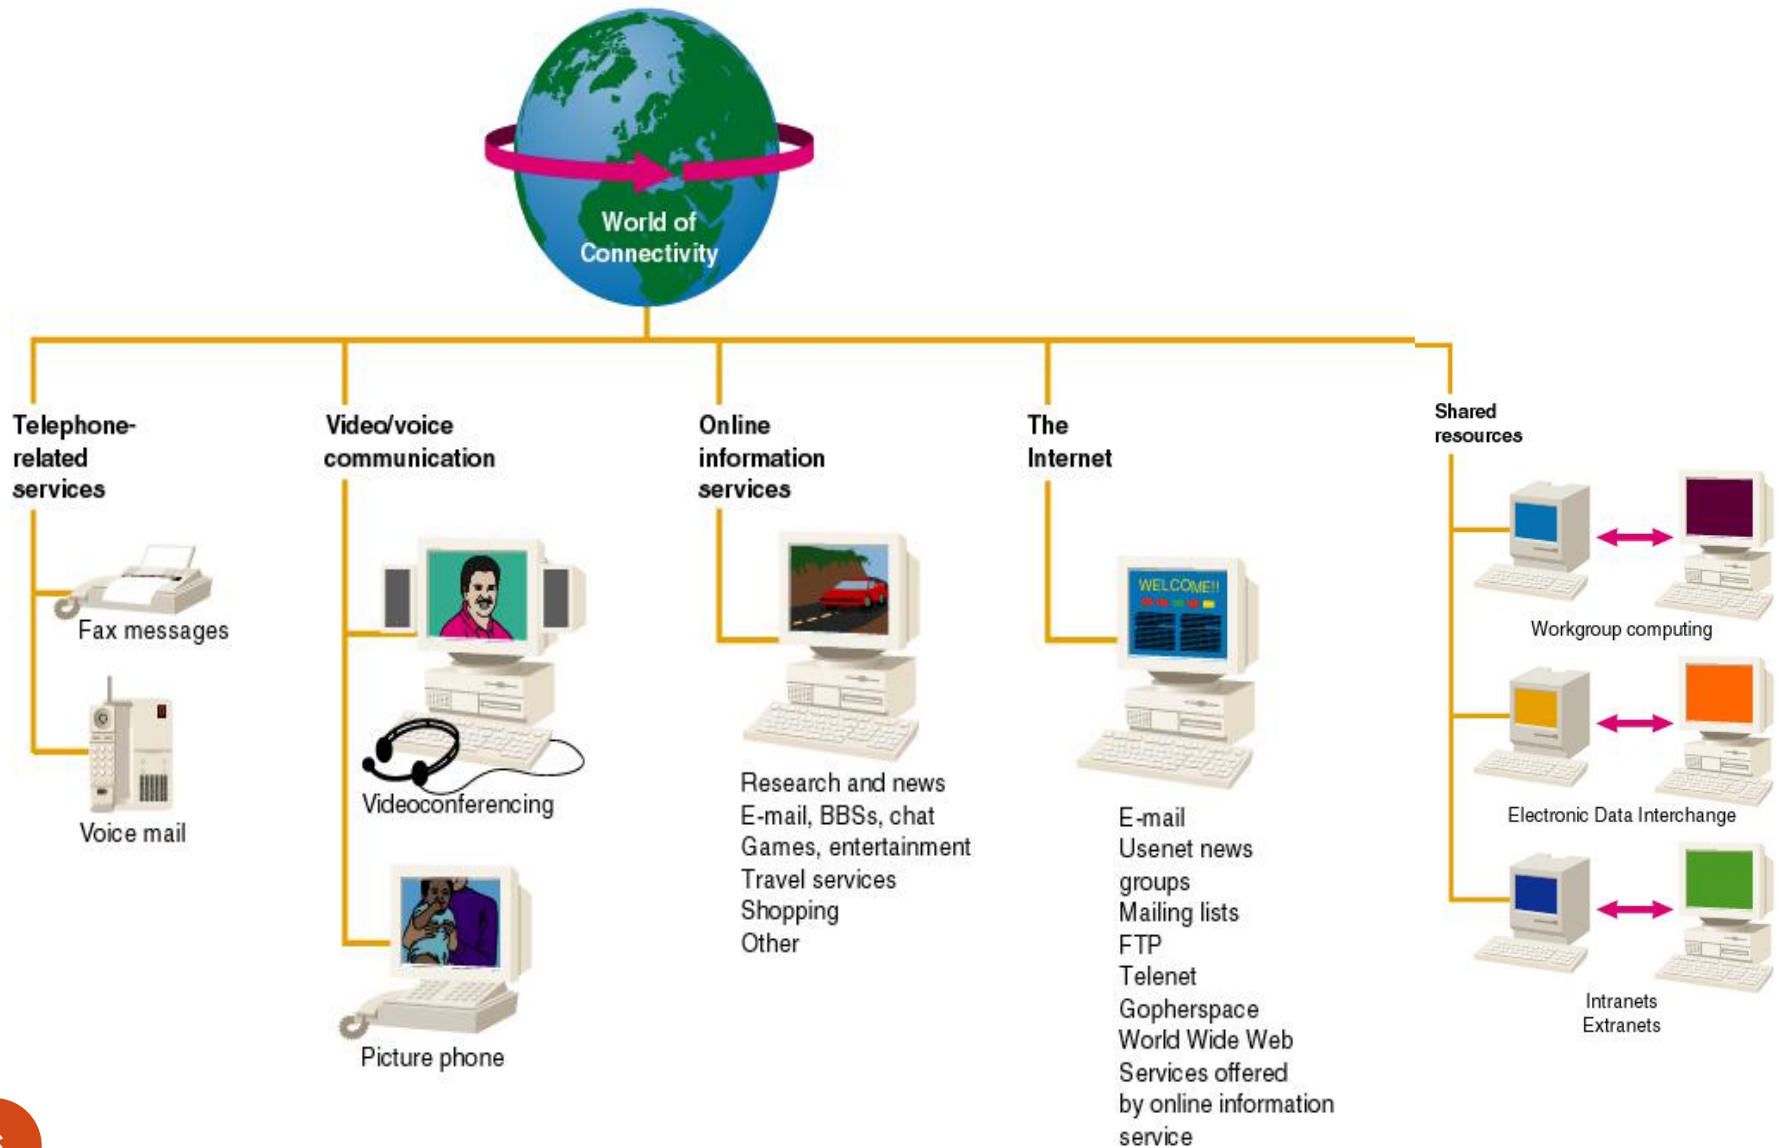 World of
Connectivity
Telephone-
related
services
Fax messages
Voice mail
Video/voice
communication
Videoconferencing
Picture phone
Online
information
services
Research and news
E-mail, BBSs, chat
Games, entertainment
Travel services
Shopping
Other
The
Internet
WELCOME!!
E-mail
Usenet news
groups
Mailing lists
FTP
Telenet
Gopherspace
World Wide Web
Services offered
by online information
service
Shared
resources
Workgroup computing
Electronic Data Interchange
Intranets
Extranets